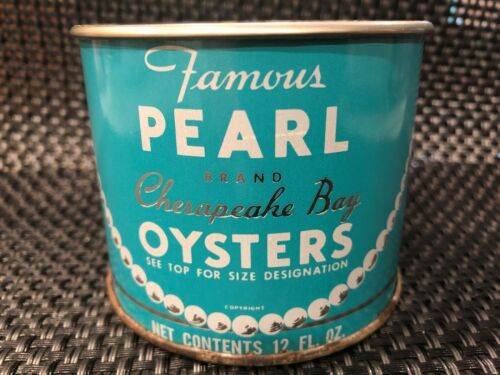 Famous
PEARL
BRAND
Chesapeake Bay
OYSTERS
SEE TOP FOR SIZE DESIGNATION
COPYRIGHT
NET CONTENTS 12 FL. OZ.